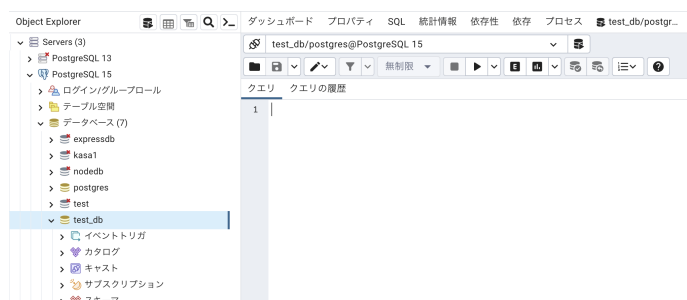 Object Explorer
Servers (3)
PostgreSQL 13
PostgreSQL 15
ログイン/グループロール
テーブル空間
データベース (7)
expressdb
kasa1
nodedb
postgres
test
test_db
イベントトリガ
カタログ
キャスト
サブスクリプション
スキーマ
ダッシュボード プロパティ SQL 統計情報 依存性 依存 プロセス test_db/postgr...
test_db/postgres@PostgreSQL 15
無制限
クエリ クエリの履歴
1